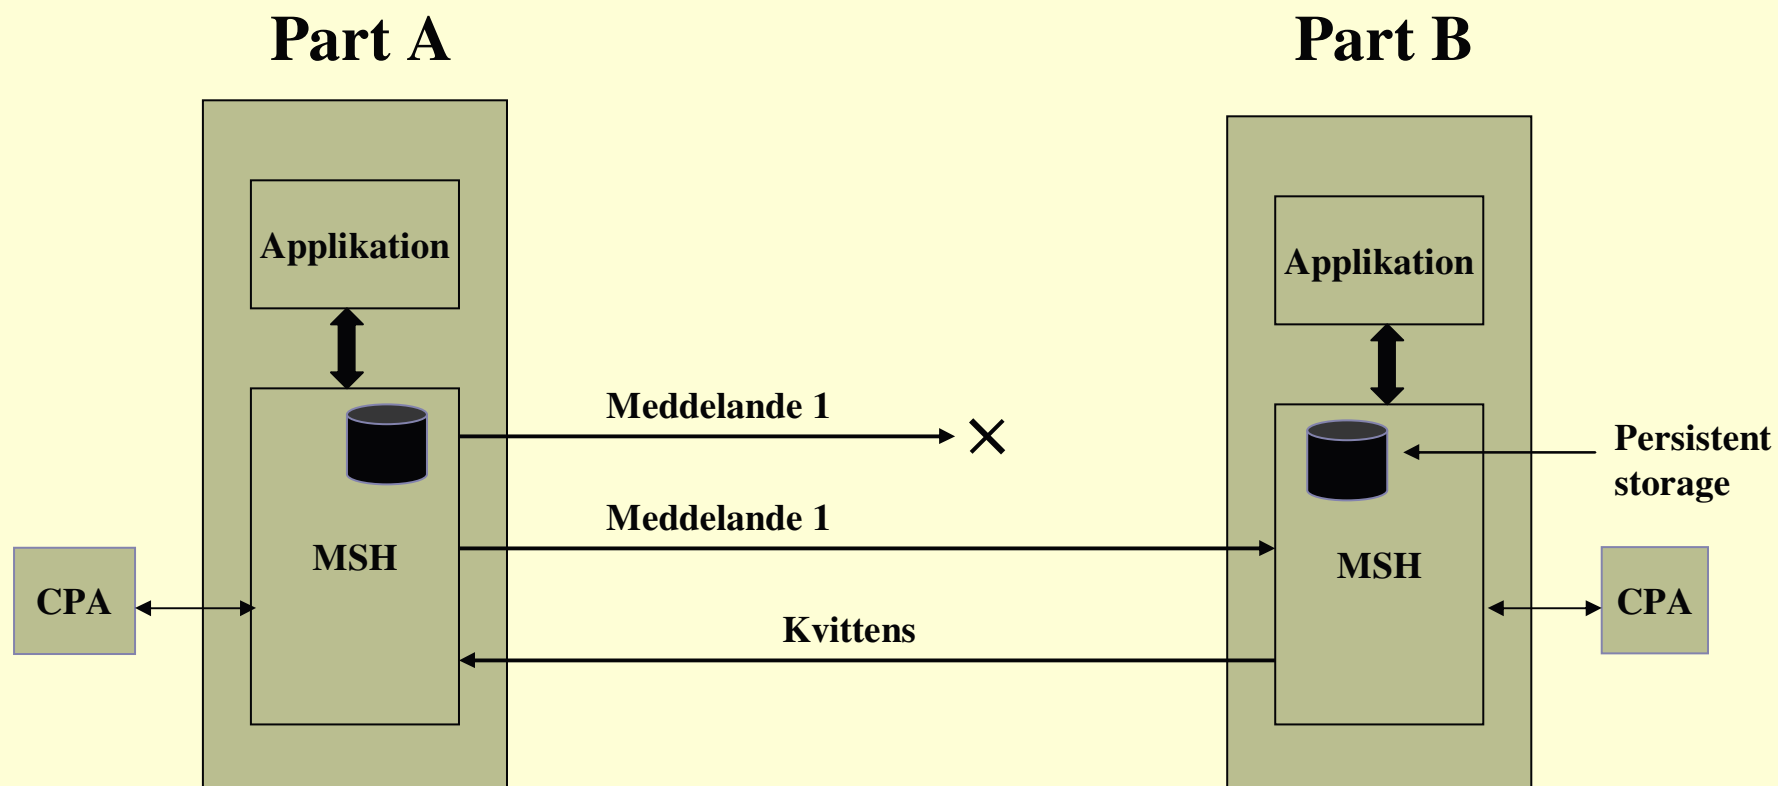 Part A
Part B
Applikation
Applikation
Meddelande 1
Persistent
storage
Meddelande 1
MSH
MSH
CPA
CPA
Kvittens